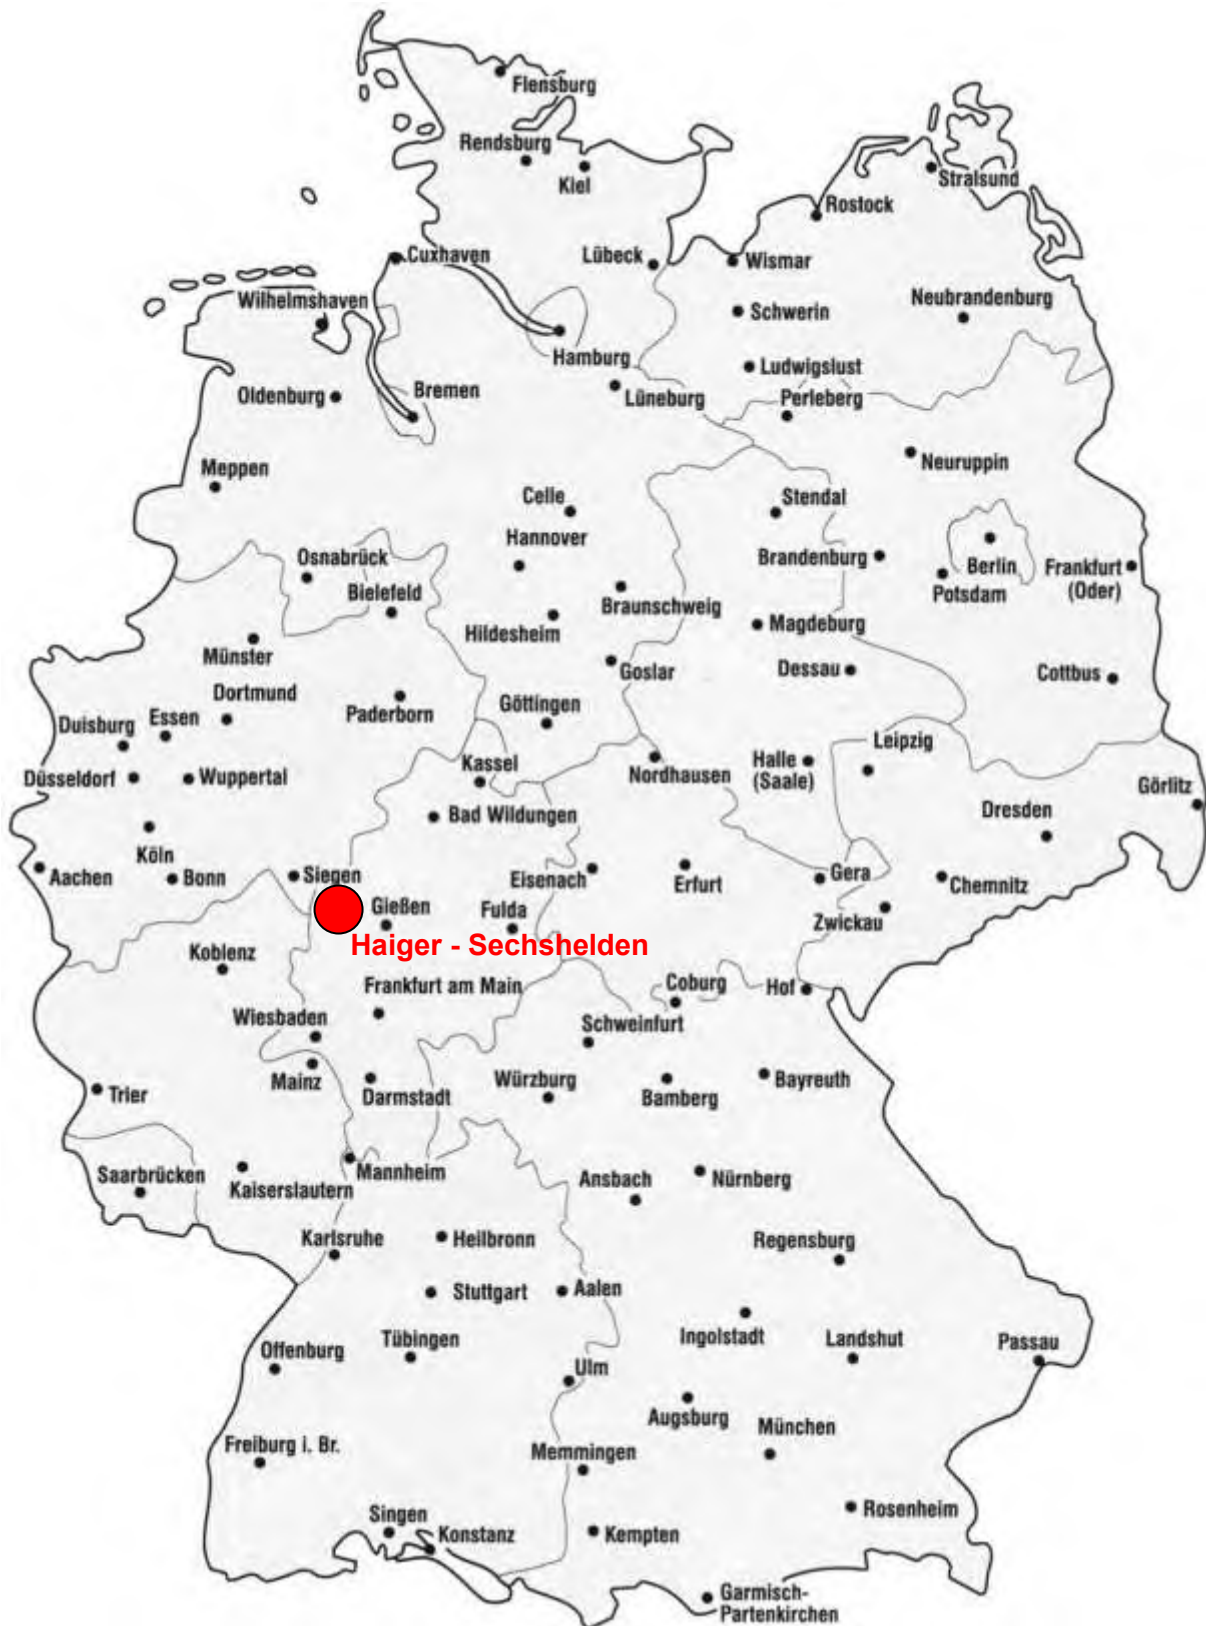 Flensburg
Rendsburg
Kiel
Stralsund
Rostock
Cuxhaven
Lübeck
Wismar
Wilhelmshaven
Neubrandenburg
Schwerin
Hamburg
Ludwigslust
Oldenburg
Bremen
Lüneburg
Perleberg
Neuruppin
Meppen
Celle
Stendal
Hannover
Osnabrück
Brandenburg
Berlin
Frankfurt
(Oder)
Bielefeld
Braunschweig
Potsdam
Hildesheim
Magdeburg
Münster
Goslar
Dessau
Cottbus
Dortmund
Paderborn
Göttingen
Duisburg
Essen
Leipzig
Kassel
Nordhausen
Halle
(Saale)
Düsseldorf
Wuppertal
Görlitz
Bad Wildungen
Dresden
Köln
Aachen
Bonn
Siegen
Eisenach
Erfurt
Gera
Chemnitz
Gießen
Fulda
Zwickau
Haiger - Sechshelden
Koblenz
Frankfurt am Main
Coburg
Hof
Wiesbaden
Schweinfurt
Mainz
Würzburg
Bayreuth
Trier
Darmstadt
Bamberg
Saarbrücken
Mannheim
Ansbach
Nürnberg
Kaiserslautern
Karlsruhe
Heilbronn
Regensburg
Stuttgart
Aalen
Offenburg
Tübingen
Ingolstadt
Landshut
Passau
Ulm
Augsburg
München
Freiburg i. Br.
Memmingen
Rosenheim
Singen
Konstanz
Kempten
Garmisch-
Partenkirchen